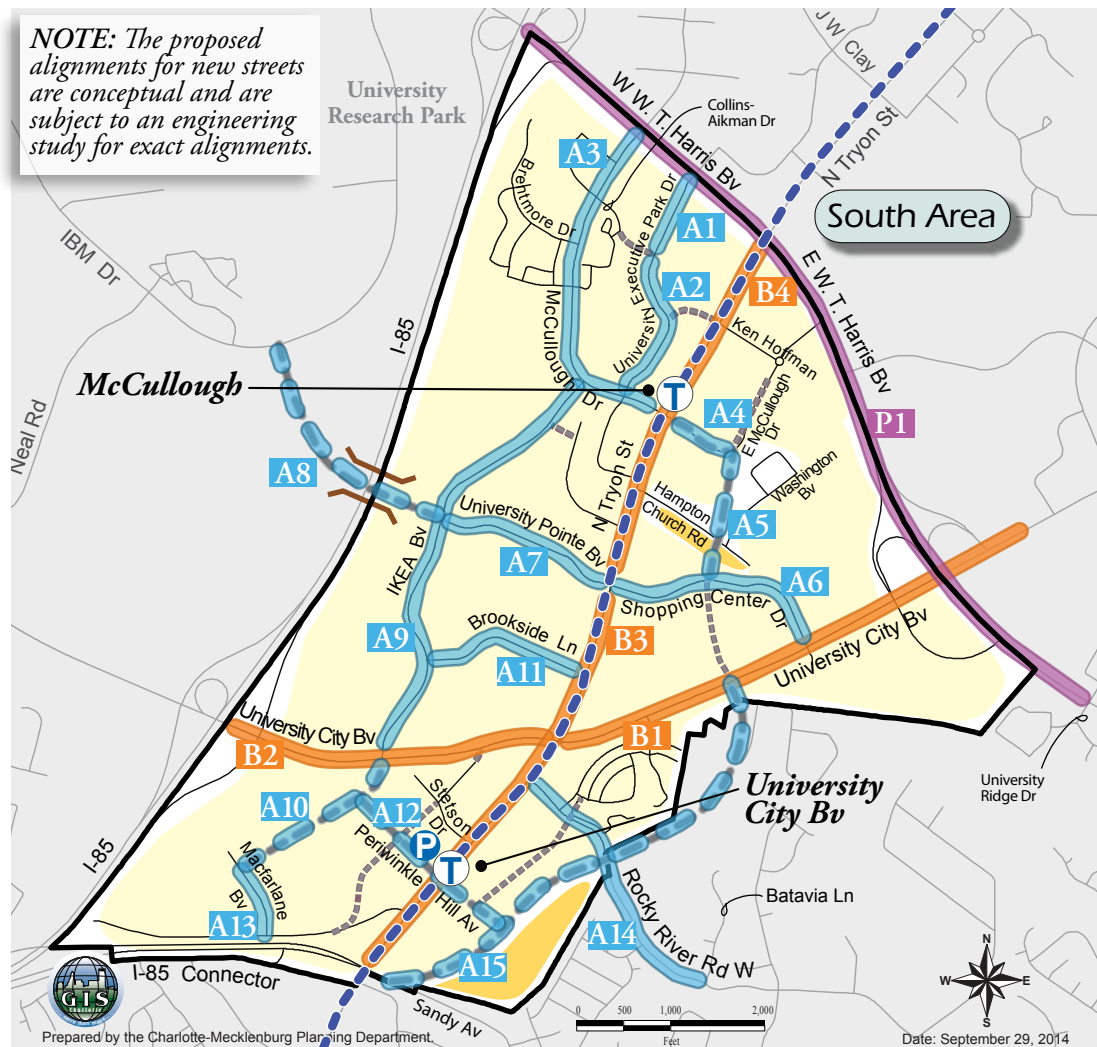 NOTE: The proposed
alignments for new streets
are conceptual and are
subject to an engineering
study for exact alignments.
University
Research Park
J W Clay
N Tryon St
South Area
W W. T. Harris Bv
Collins-
Aikman Dr
A3
Brentmore Dr
University Executive Park Dr
A1
A2
B4
E W. T. Harris Bv
IBM Dr
I-85
McCullough Dr
Ken Hoffman
McCullough
T
A4
E McCullough
Dr
P1
Neal Rd
A8
N Tryon St
Washington
Bv
Hampton
Church Rd
A5
University Pointe Bv
A7
IKEA Bv
A6
Shopping Center Dr
A9
Brookside Ln
A11
B3
University City Bv
University City Bv
B2
B1
University
City Bv
University
Ridge Dr
A10
A12
Stetson
Dr
P
T
Periwinkle Hill Av
Macfarlane
Bv
I-85
A13
Rocky River Rd W
Batavia Ln
A14
A15
I-85 Connector
Sandy Av
GIS
N
W
E
S
0 500 1,000 2,000
Feet
Prepared by the Charlotte-Mecklenburg Planning Department.
Date: September 29, 2014